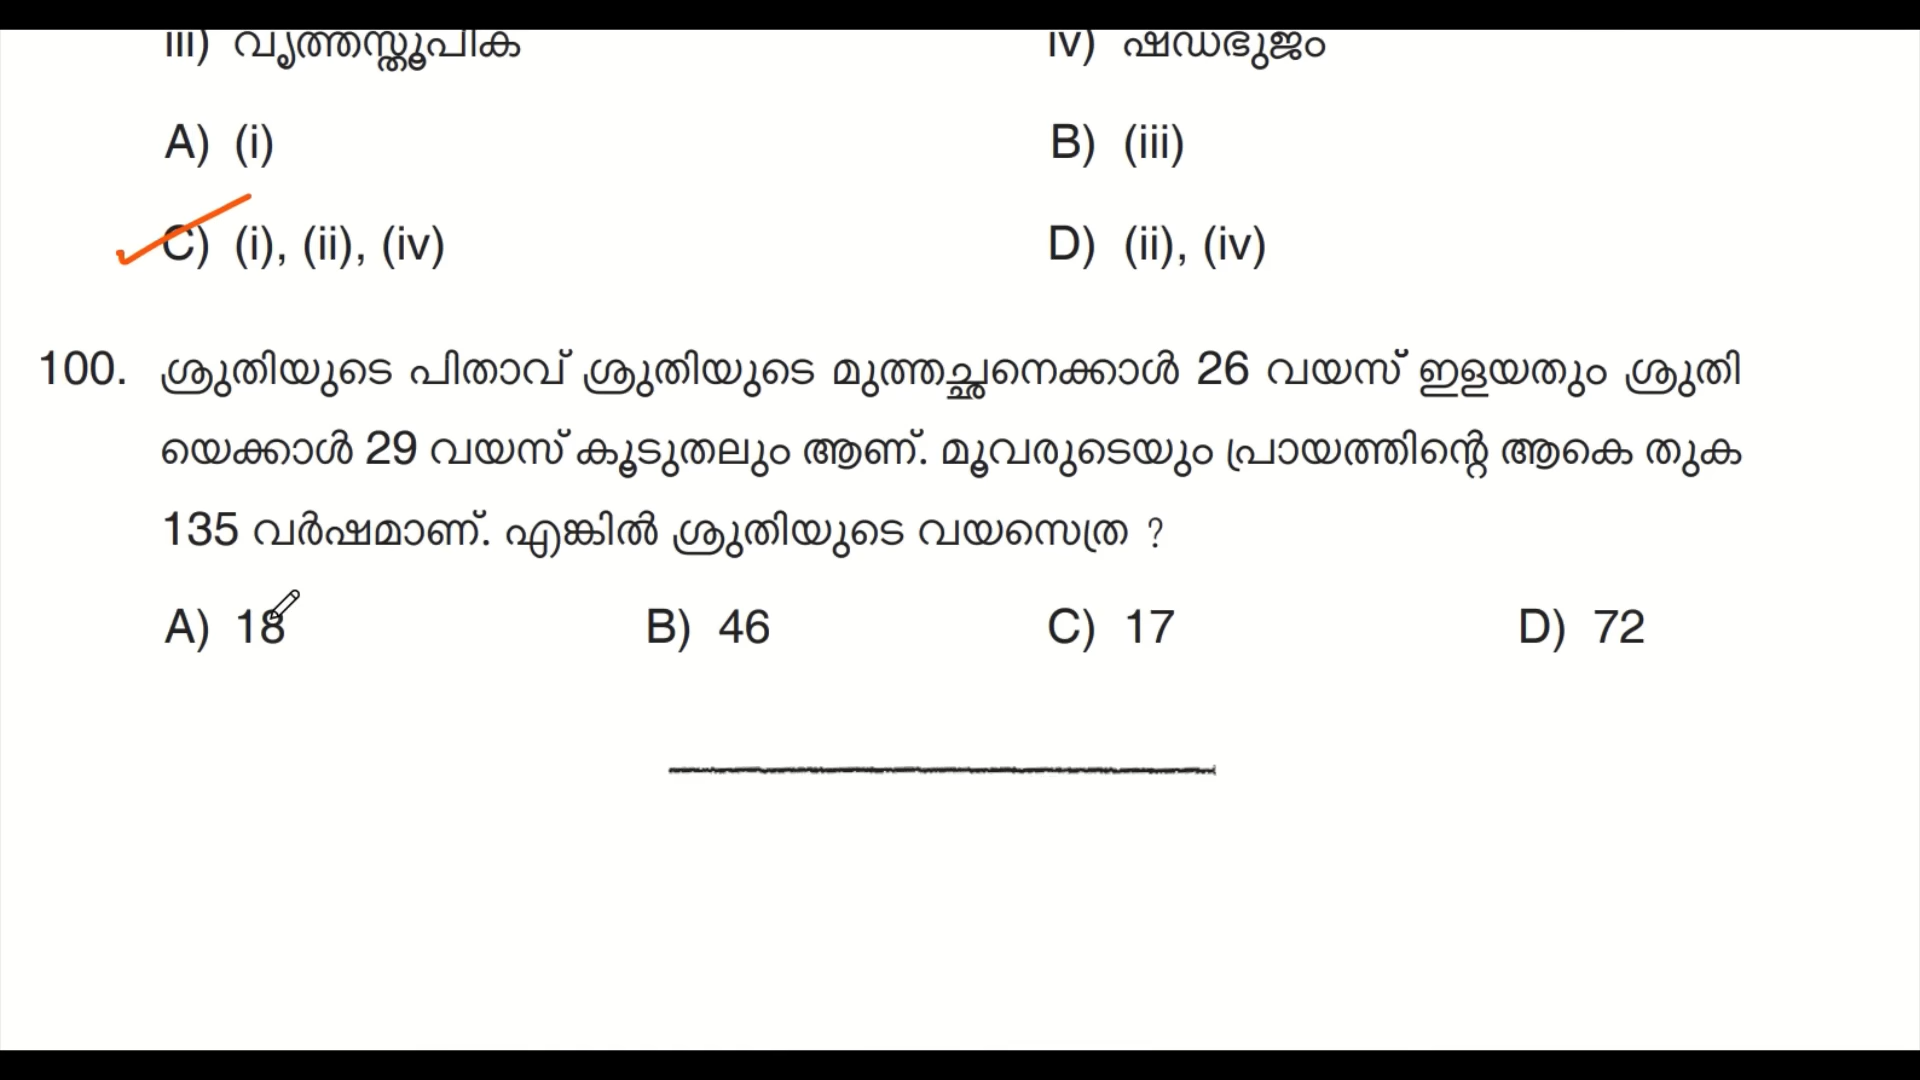 iii) വൃത്തസ്തൂപിക iv) ഷഡ്ഭുജം
A) (i) B) (iii)
C) (i), (ii), (iv) D) (ii), (iv)
100. ശ്രുതിയുടെ പിതാവ് ശ്രുതിയുടെ മുത്തച്ഛനെക്കാൾ 26 വയസ് ഇളയതും ശ്രുതി
യെക്കാൾ 29 വയസ് കൂടുതലും ആണ്. മൂവരുടെയും പ്രായത്തിന്റെ ആകെ തുക
135 വർഷമാണ്. എങ്കിൽ ശ്രുതിയുടെ വയസെത്ര ?
A) 18 B) 46 C) 17 D) 72